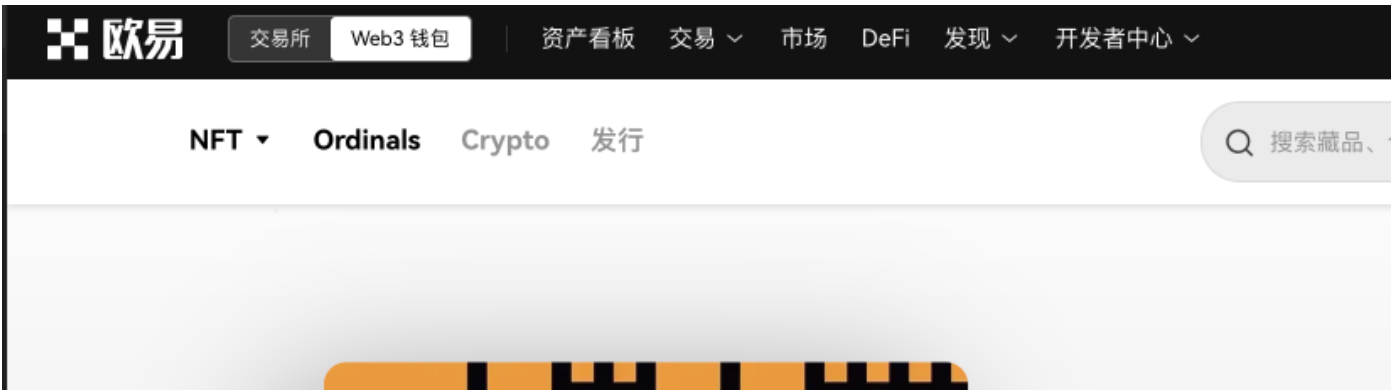 欧易 交易所 Web3 钱包 资产看板 交易 市场 DeFi 发现 开发者中心
NFT Ordinals Crypto 发行 搜索藏品、